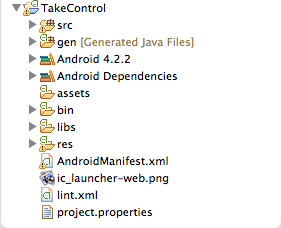 TakeControl
src
gen [Generated Java Files]
Android 4.2.2
Android Dependencies
assets
bin
libs
res
AndroidManifest.xml
ic_launcher-web.png
lint.xml
project.properties